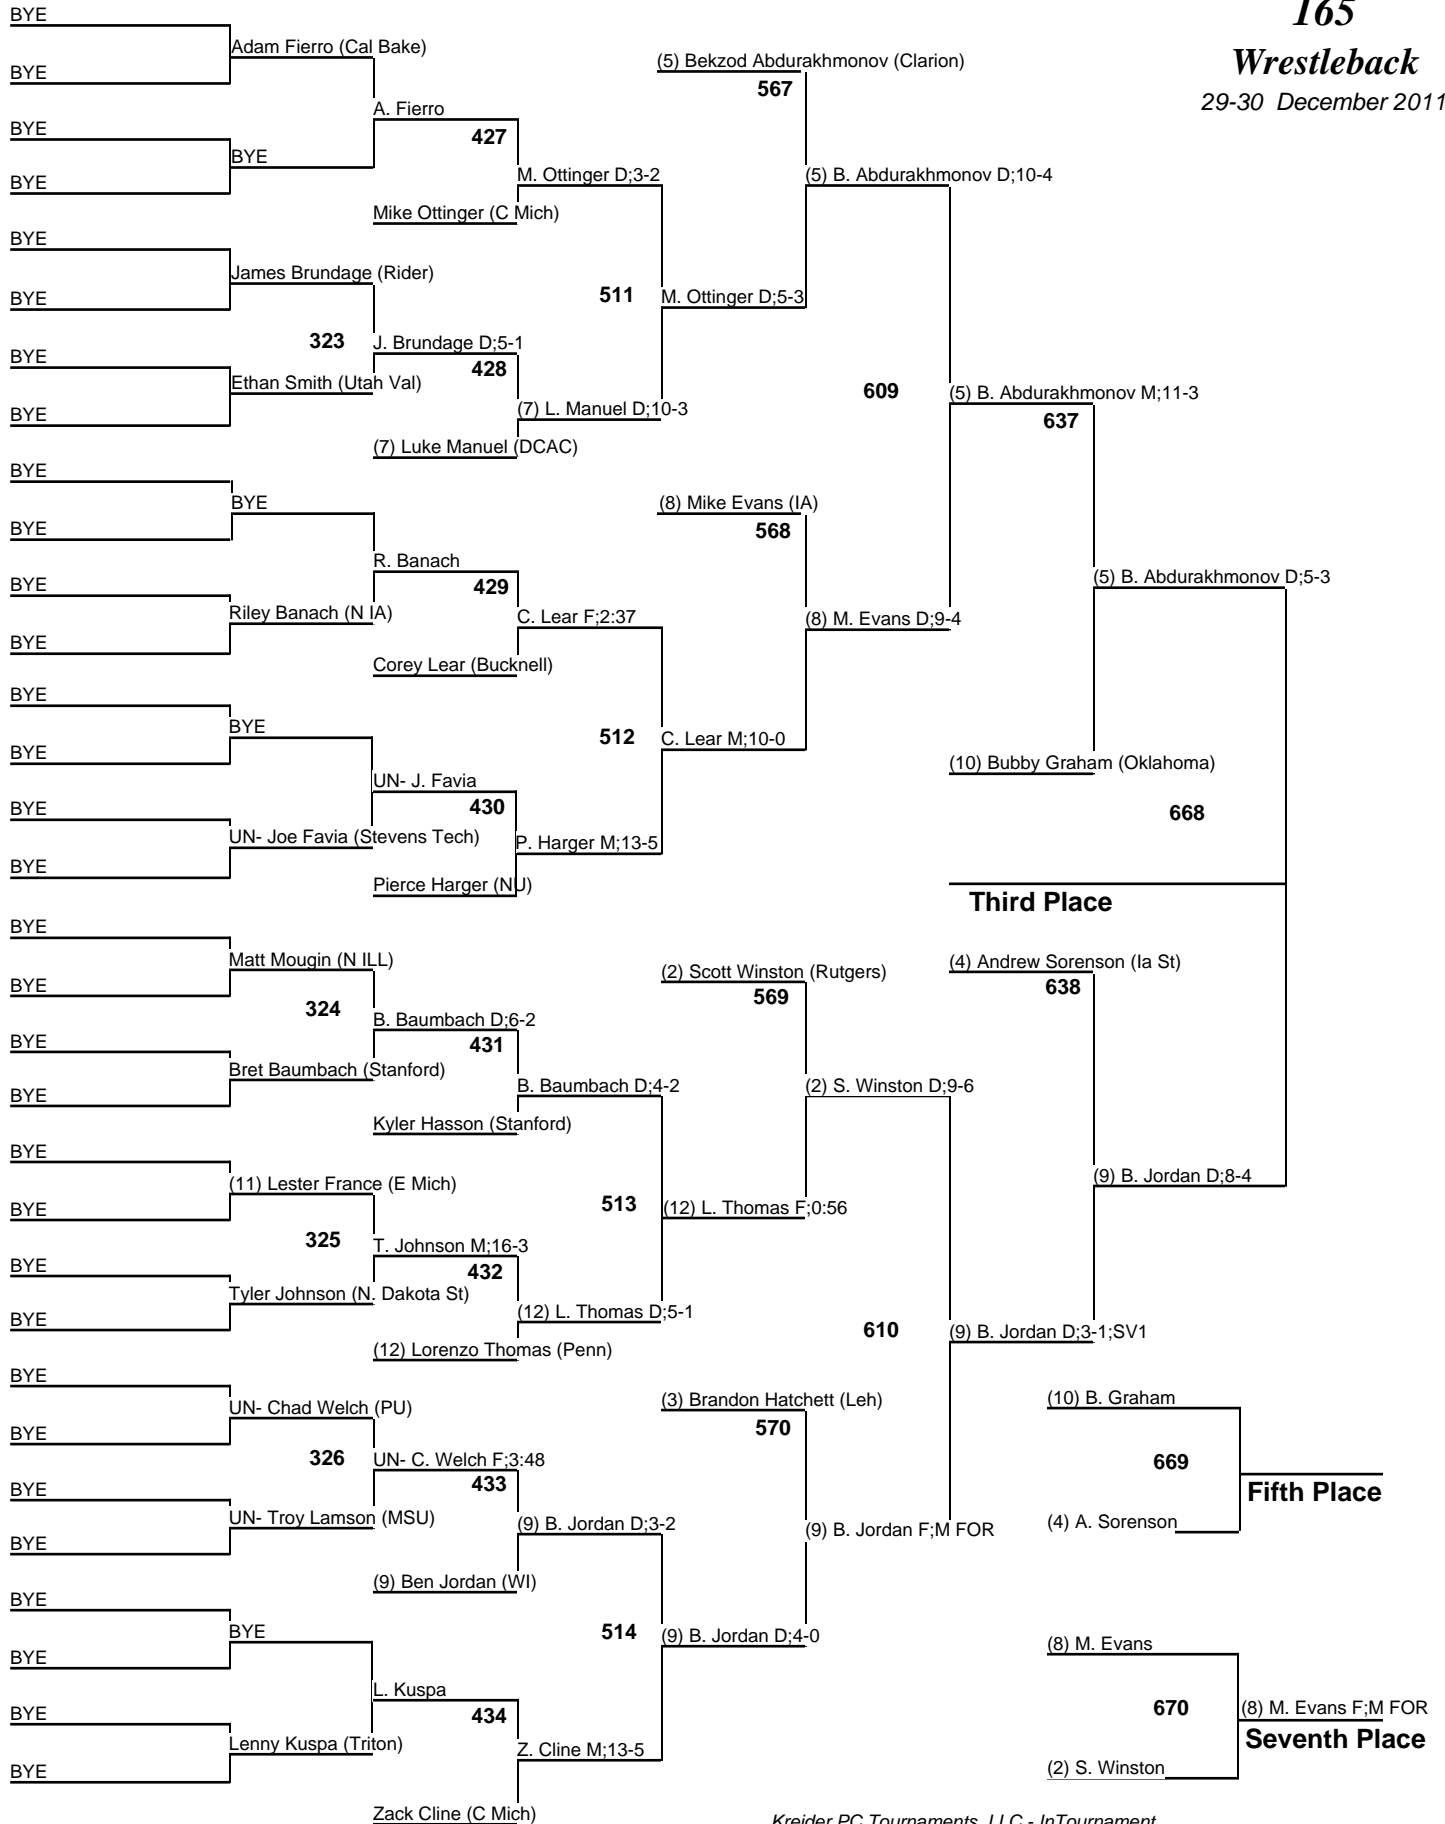 165
Wrestleback
29-30 December 2011
BYE
Adam Fierro (Cal Bake)
BYE
A. Fierro
BYE
BYE
BYE
427
M. Ottinger D;3-2
Mike Ottinger (C Mich)
BYE
James Brundage (Rider)
BYE
323
J. Brundage D;5-1
BYE
Ethan Smith (Utah Val)
BYE
428
(7) L. Manuel D;10-3
(7) Luke Manuel (DCAC)
511
M. Ottinger D;5-3
(5) Bekzod Abdurakhmonov (Clarion)
567
(5) B. Abdurakhmonov D;10-4
BYE
BYE
BYE
R. Banach
BYE
Riley Banach (N IA)
BYE
429
C. Lear F;2:37
Corey Lear (Bucknell)
BYE
BYE
BYE
UN- J. Favia
BYE
UN- Joe Favia (Stevens Tech)
BYE
430
P. Harger M;13-5
Pierce Harger (NU)
512
C. Lear M;10-0
(8) Mike Evans (IA)
568
(8) M. Evans D;9-4
609
(5) B. Abdurakhmonov M;11-3
637
(5) B. Abdurakhmonov D;5-3
(10) Bubby Graham (Oklahoma)
668
Third Place
BYE
Matt Mougin (N ILL)
BYE
324
B. Baumbach D;6-2
BYE
Bret Baumbach (Stanford)
BYE
431
B. Baumbach D;4-2
Kyler Hasson (Stanford)
BYE
(11) Lester France (E Mich)
BYE
325
T. Johnson M;16-3
BYE
Tyler Johnson (N. Dakota St)
BYE
432
(12) L. Thomas D;5-1
(12) Lorenzo Thomas (Penn)
513
(12) L. Thomas F;0:56
(2) Scott Winston (Rutgers)
569
(2) S. Winston D;9-6
(4) Andrew Sorenson (Ia St)
638
(9) B. Jordan D;8-4
610
(9) B. Jordan D;3-1;SV1
BYE
UN- Chad Welch (PU)
BYE
326
UN- C. Welch F;3:48
BYE
UN- Troy Lamson (MSU)
BYE
433
(9) B. Jordan D;3-2
(9) Ben Jordan (WI)
BYE
BYE
BYE
L. Kuspa
BYE
Lenny Kuspa (Triton)
BYE
434
Z. Cline M;13-5
Zack Cline (C Mich)
514
(9) B. Jordan D;4-0
(3) Brandon Hatchett (Leh)
570
(9) B. Jordan F;M FOR
(10) B. Graham
669
Fifth Place
(4) A. Sorenson
(8) M. Evans
670
(8) M. Evans F;M FOR
Seventh Place
(2) S. Winston
Kreider PC Tournaments, LLC - InTournament